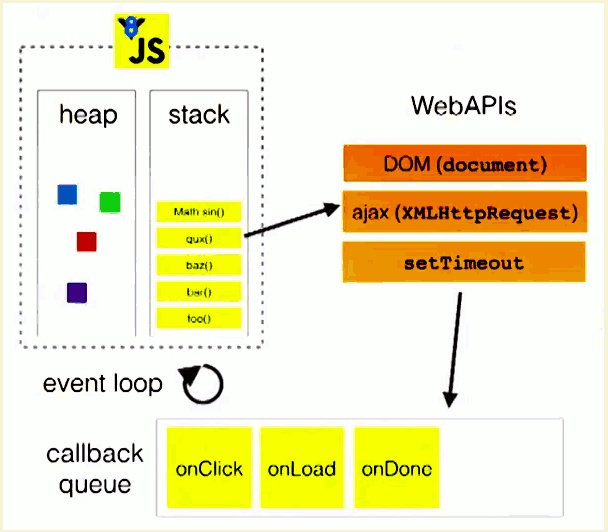 JS
heap
stack
Math sin()
qux()
baz()
bar()
foo()
WebAPIs
DOM (document)
ajax (XMLHttpRequest)
setTimeout
event loop
callback
queue
onClick
onLoad
onDone